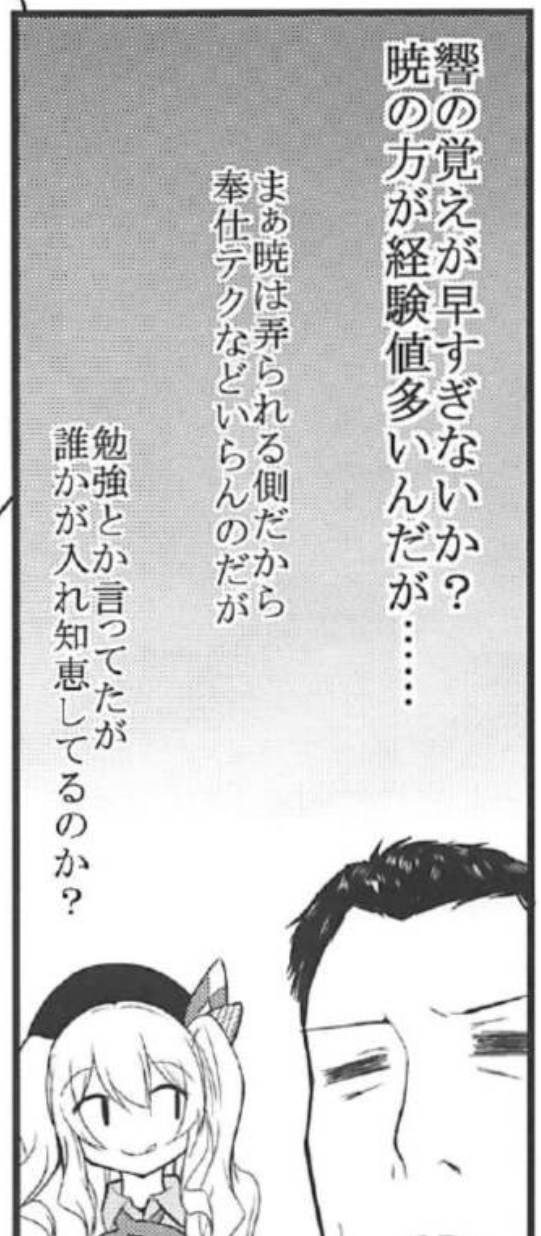 響の覚えが早すぎないか？
暁の方が経験値多いんだが……
まぁ暁は弄られる側だから
奉仕テクなどいらんのだが
勉強とか言ってたが
誰かが入れ知恵してるのか？